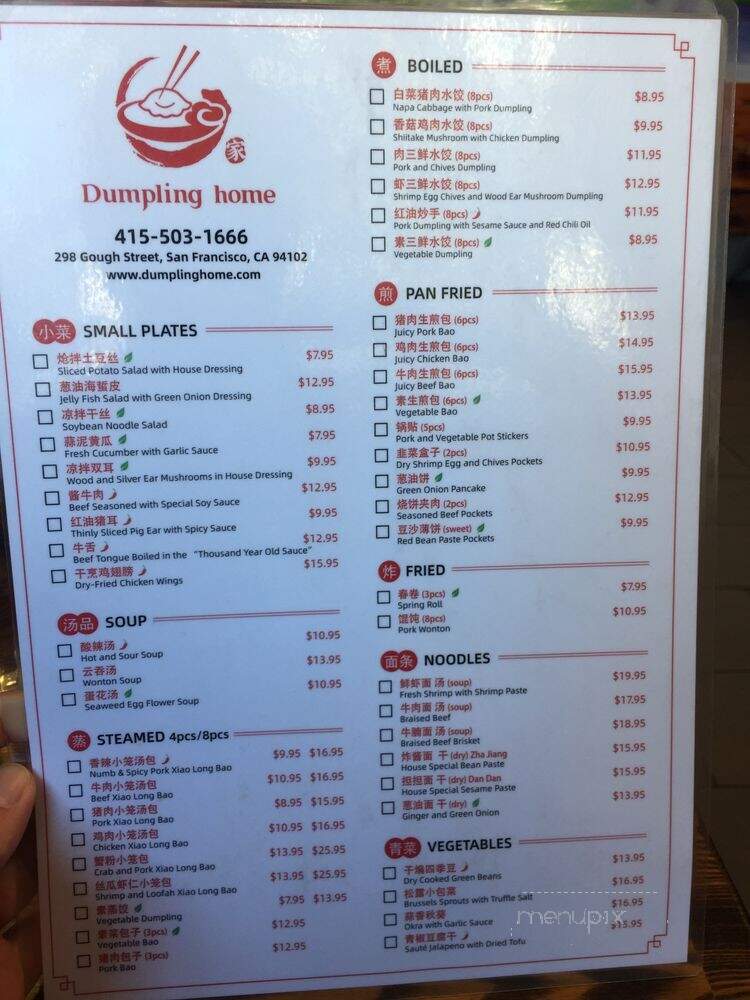 家
Dumpling home
415-503-1666
298 Gough Street, San Francisco, CA 94102
www.dumplinghome.com
小菜 SMALL PLATES
炝拌土豆丝 $7.95
Sliced Potato Salad with House Dressing
葱油海蜇皮 $12.95
Jelly Fish Salad with Green Onion Dressing
凉拌干丝 $8.95
Soybean Noodle Salad
蒜泥黄瓜 $7.95
Fresh Cucumber with Garlic Sauce
凉拌双耳 $9.95
Wood and Silver Ear Mushrooms in House Dressing
酱牛肉 $12.95
Beef Seasoned with Special Soy Sauce
红油猪耳 $9.95
Thinly Sliced Pig Ear with Spicy Sauce
牛舌 $12.95
Beef Tongue Boiled in the “Thousand Year Old Sauce”
干烹鸡翅膀 $15.95
Dry-Fried Chicken Wings
汤品 SOUP
酸辣汤 $10.95
Hot and Sour Soup
云吞汤 $13.95
Wonton Soup
蛋花汤 $10.95
Seaweed Egg Flower Soup
蒸 STEAMED 4pcs/8pcs
香辣小笼汤包 $9.95 $16.95
Numb & Spicy Pork Xiao Long Bao
牛肉小笼汤包 $10.95 $16.95
Beef Xiao Long Bao
猪肉小笼汤包 $8.95 $15.95
Pork Xiao Long Bao
鸡肉小笼汤包 $10.95 $16.95
Chicken Xiao Long Bao
蟹粉小笼包 $13.95 $25.95
Crab and Pork Xiao Long Bao
丝瓜虾仁小笼包 $13.95 $25.95
Shrimp and Loofah Xiao Long Bao
素蒸饺 $7.95 $13.95
Vegetable Dumpling
素菜包子 (3pcs) $12.95
Vegetable Bao
猪肉包子 (3pcs) $12.95
Pork Bao
煮 BOILED
白菜猪肉水饺 (8pcs) $8.95
Napa Cabbage with Pork Dumpling
香菇鸡肉水饺 (8pcs) $9.95
Shiitake Mushroom with Chicken Dumpling
肉三鲜水饺 (8pcs) $11.95
Pork and Chives Dumpling
虾三鲜水饺 (8pcs) $12.95
Shrimp Egg Chives and Wood Ear Mushroom Dumpling
红油炒手 (8pcs) $11.95
Pork Dumpling with Sesame Sauce and Red Chili Oil
素三鲜水饺 (8pcs) $8.95
Vegetable Dumpling
煎 PAN FRIED
猪肉生煎包 (6pcs) $13.95
Juicy Pork Bao
鸡肉生煎包 (6pcs) $14.95
Juicy Chicken Bao
牛肉生煎包 (6pcs) $15.95
Juicy Beef Bao
素生煎包 (6pcs) $13.95
Vegetable Bao
锅贴 (5pcs) $9.95
Pork and Vegetable Pot Stickers
韭菜盒子 (2pcs) $10.95
Dry Shrimp Egg and Chives Pockets
葱油饼 $9.95
Green Onion Pancake
烧饼夹肉 (2pcs) $12.95
Seasoned Beef Pockets
豆沙薄饼 (sweet) $9.95
Red Bean Paste Pockets
炸 FRIED
春卷 (3pcs) $7.95
Spring Roll
馄饨 (8pcs) $10.95
Pork Wonton
面条 NOODLES
鲜虾面 汤 (soup) $19.95
Fresh Shrimp with Shrimp Paste
牛肉面 汤 (soup) $17.95
Braised Beef
牛腩面 汤 (soup) $18.95
Braised Beef Brisket
炸酱面 干 (dry) Zha Jiang $15.95
House Special Bean Paste
担担面 干 (dry) Dan Dan $15.95
House Special Sesame Paste
葱油面 干 (dry) $13.95
Ginger and Green Onion
青菜 VEGETABLES
干煸四季豆 $13.95
Dry Cooked Green Beans
松露小包菜 $16.95
Brussels Sprouts with Truffle Salt
蒜香秋葵 $16.95
Okra with Garlic Sauce
青椒豆腐干 $15.95
Sauté Jalapeno with Dried Tofu
menupix